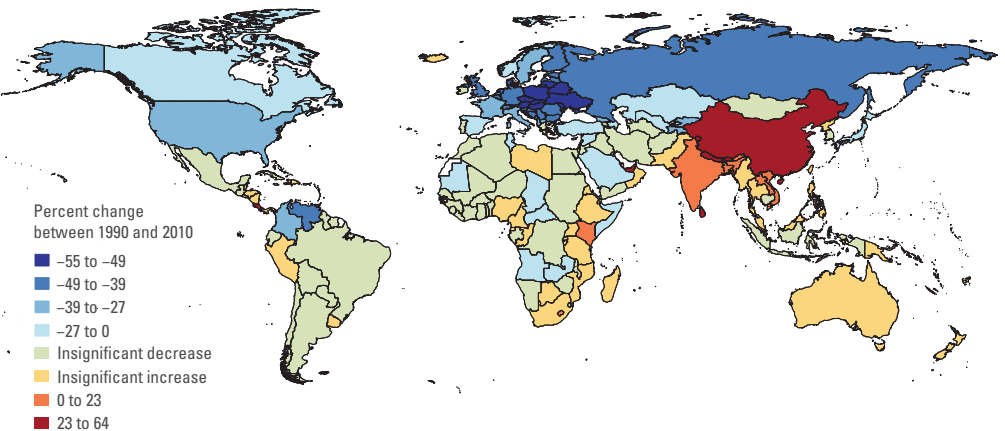 Percent change
between 1990 and 2010
−55 to −49
−49 to −39
−39 to −27
−27 to 0
Insignificant decrease
Insignificant increase
0 to 23
23 to 64